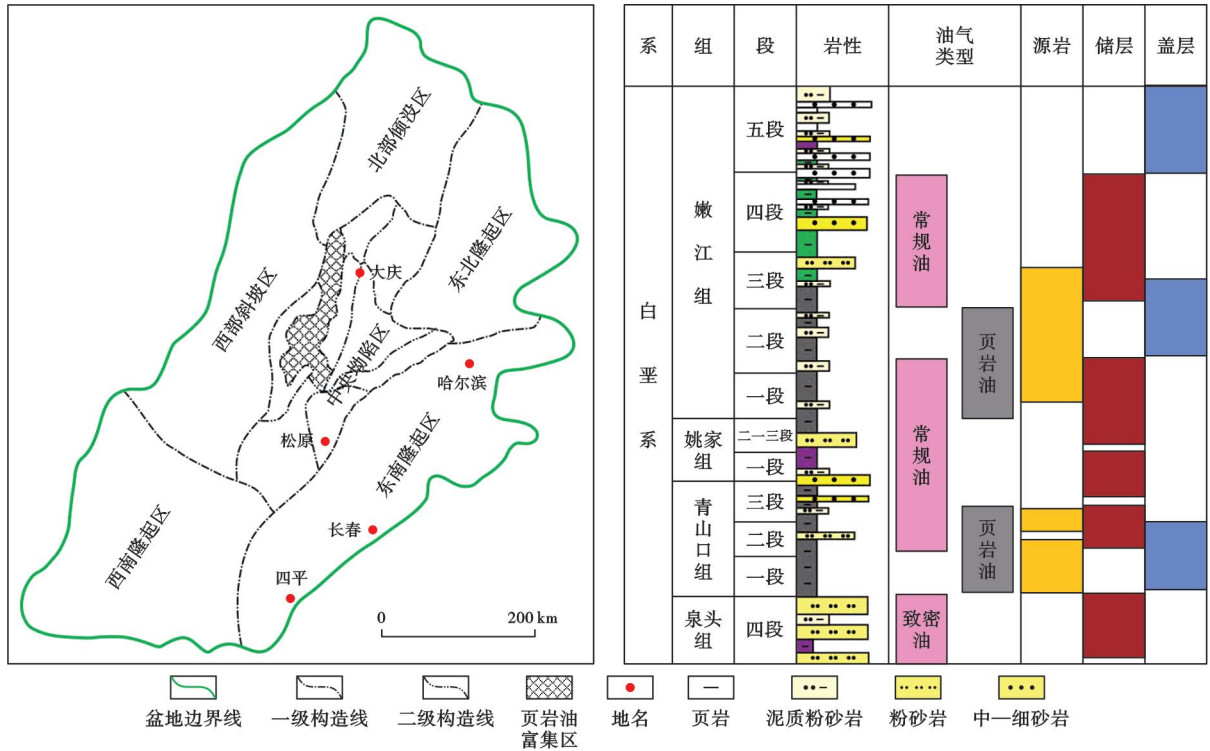 北部倾没区
大庆
东北隆起区
西部斜坡区
中央坳陷区
哈尔滨
松原
东南隆起区
长春
西南隆起区
四平
0
200 km
系
组
段
岩性
油气
类型
源岩
储层
盖层
白
垩
系
嫩
江
组
五段
四段
三段
二段
一段
姚家
组
二—三段
一段
青
山
口
组
三段
二段
一段
泉头
组
四段
常
规
油
页
岩
油
常
规
油
页
岩
油
致密
油
盆地边界线
一级构造线
二级构造线
页岩油
富集区
地名
页岩
泥质粉砂岩
粉砂岩
中—细砂岩